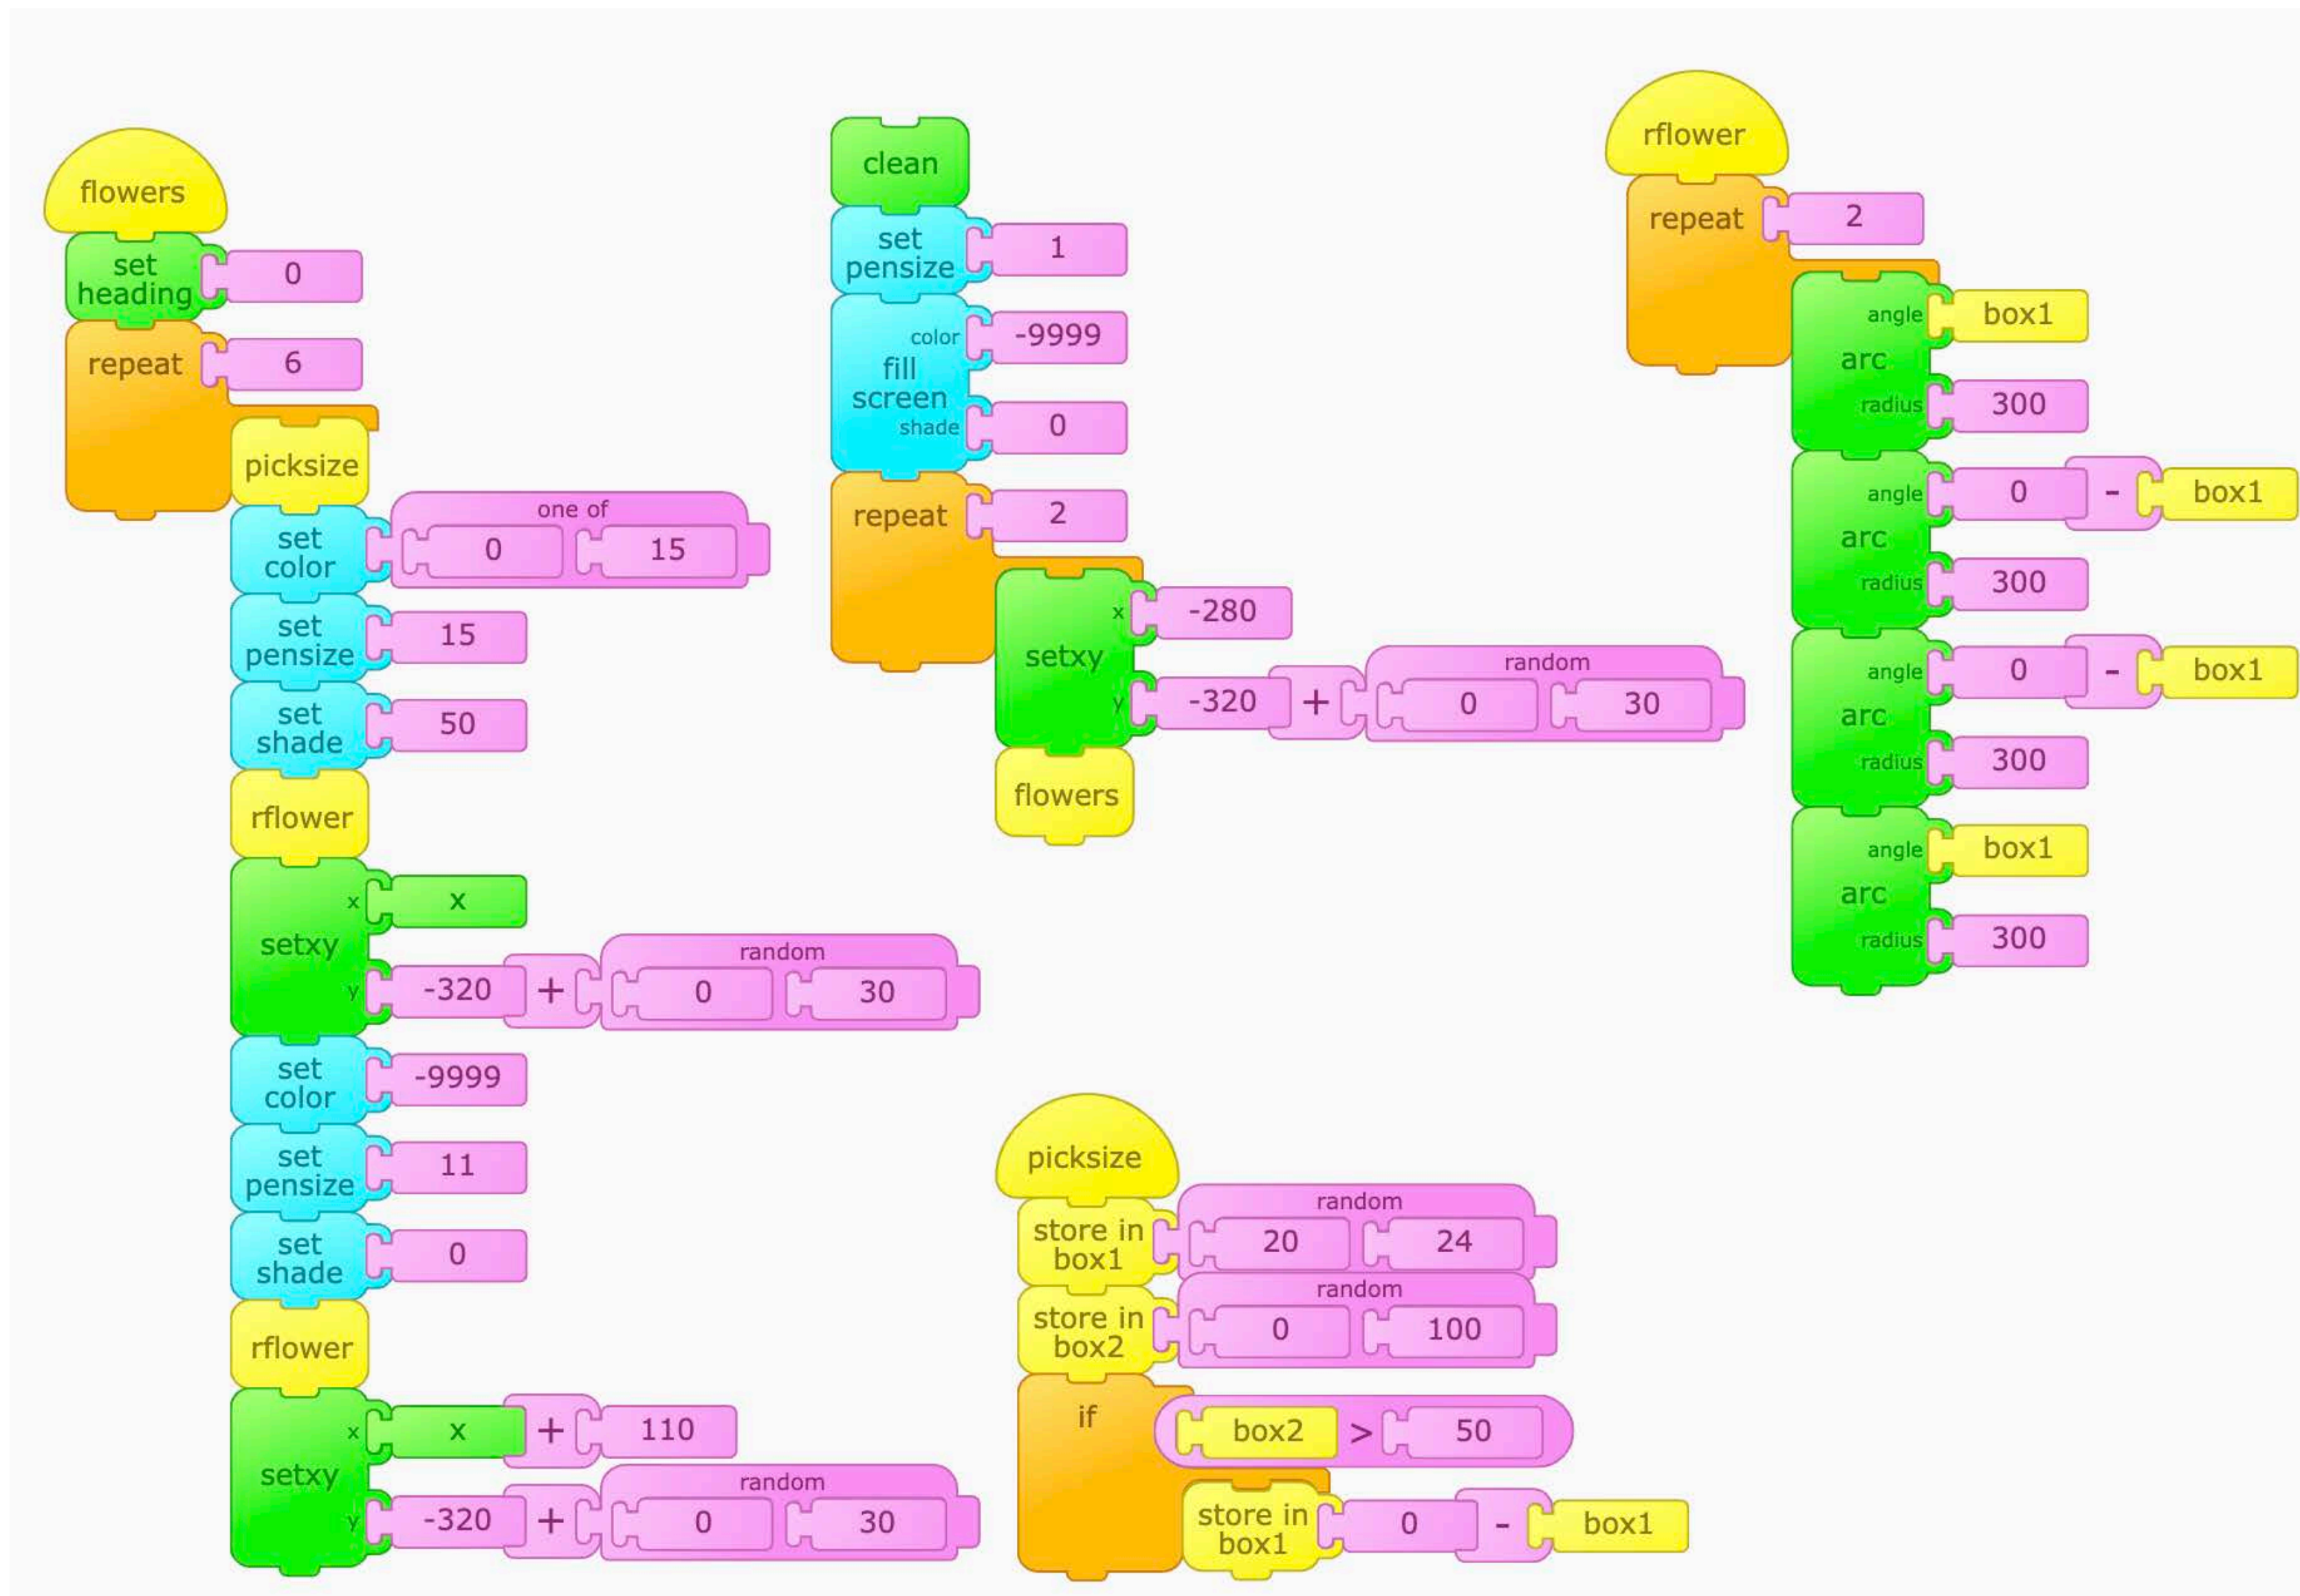 flowers
set
heading
0
repeat
6
picksize
set
color
one of
0
15
set
pensize
15
set
shade
50
rflower
setxy
x
x
y
-320
+
random
0
30
set
color
-9999
set
pensize
11
set
shade
0
rflower
setxy
x
x
+
110
y
-320
+
random
0
30
clean
set
pensize
1
fill
screen
color
-9999
shade
0
repeat
2
setxy
x
-280
y
-320
+
random
0
30
flowers
picksize
store in
box1
random
20
24
store in
box2
random
0
100
if
box2
>
50
store in
box1
0
-
box1
rflower
repeat
2
arc
angle
box1
radius
300
arc
angle
0
-
box1
radius
300
arc
angle
0
-
box1
radius
300
arc
angle
box1
radius
300